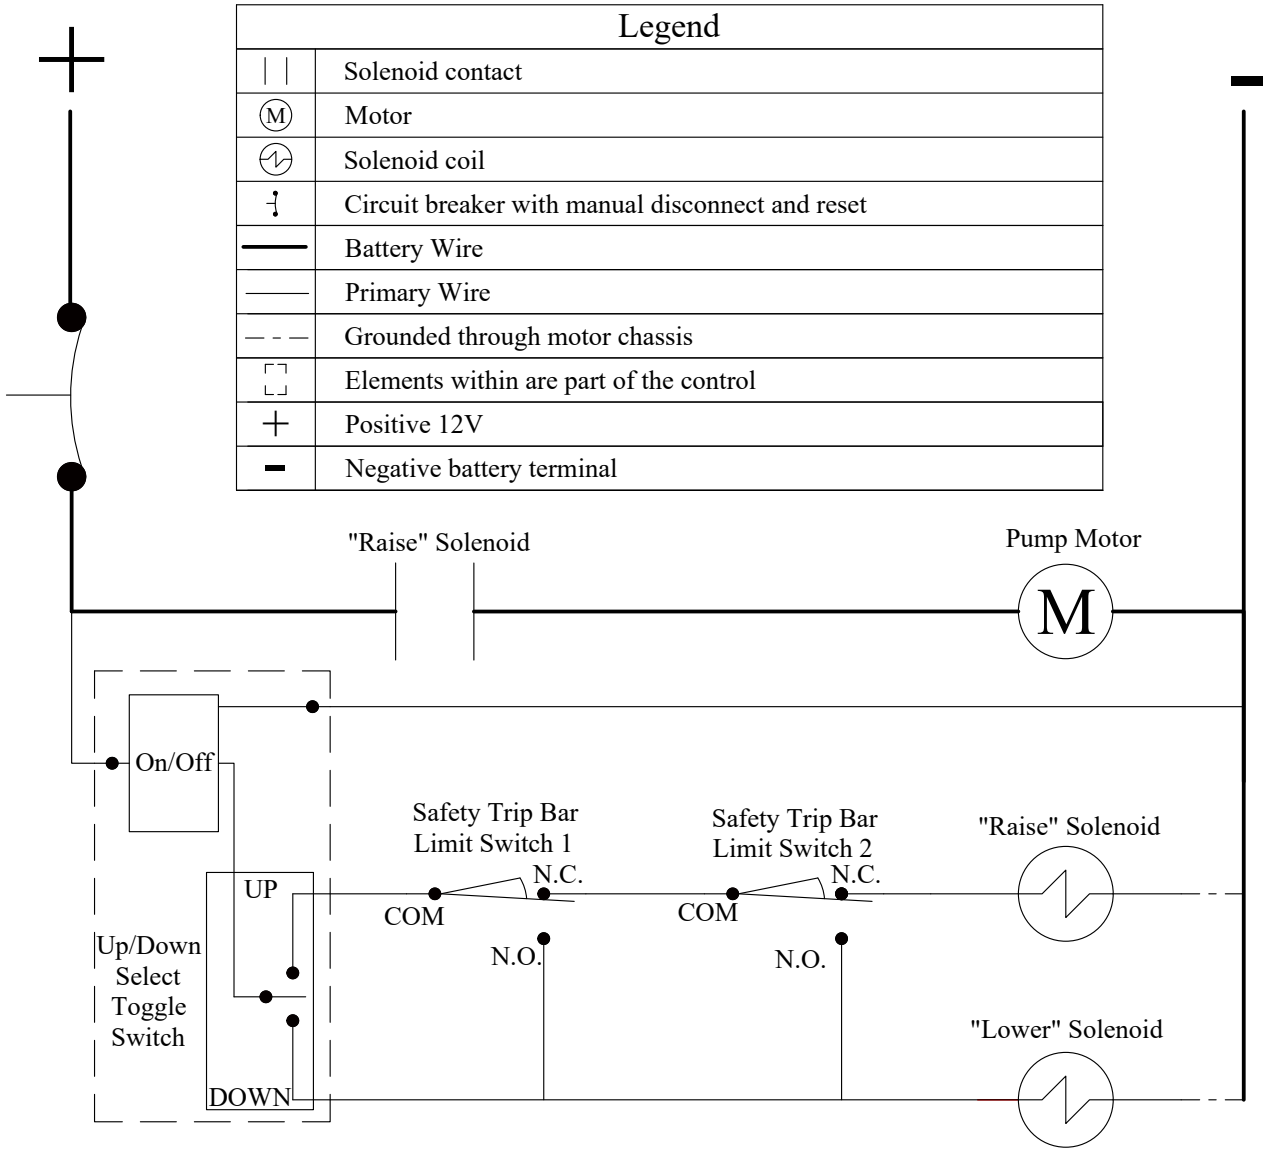 Legend
Solenoid contact
M Motor
Solenoid coil
Circuit breaker with manual disconnect and reset
Battery Wire
Primary Wire
Grounded through motor chassis
Elements within are part of the control
Positive 12V
Negative battery terminal
"Raise" Solenoid
Pump Motor
M
On/Off
Safety Trip Bar
Limit Switch 1
Safety Trip Bar
Limit Switch 2
"Raise" Solenoid
UP
COM
N.C.
COM
N.C.
N.O.
N.O.
Up/Down
Select
Toggle
Switch
DOWN
"Lower" Solenoid